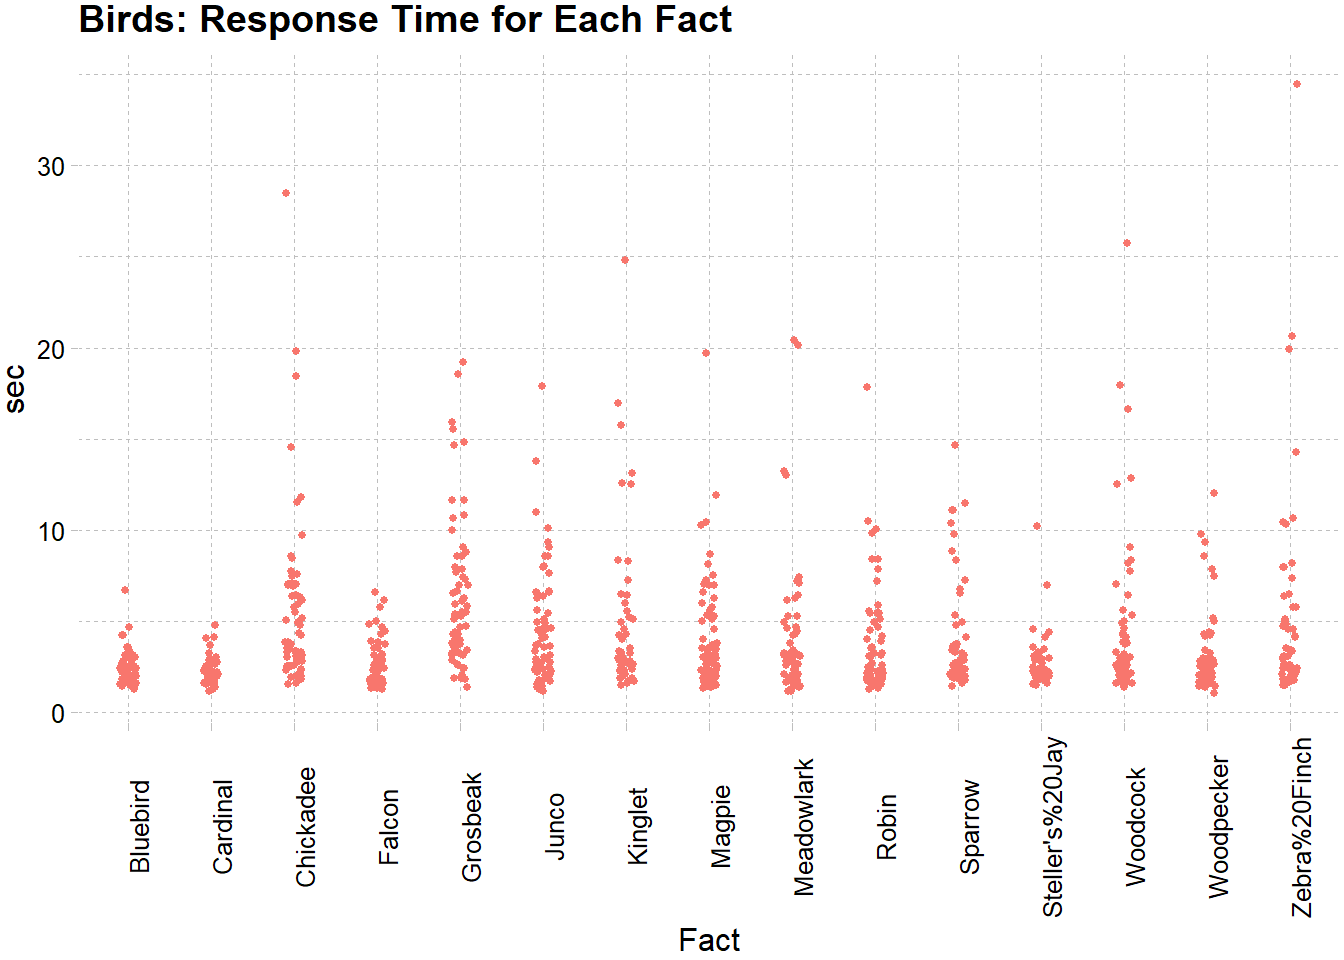 Birds: Response Time for Each Fact
30
20
10
0
sec
Bluebird
Cardinal
Chickadee
Falcon
Grosbeak
Junco
Kinglet
Magpie
Meadowlark
Robin
Sparrow
Steller's%20Jay
Woodcock
Woodpecker
Zebra%20Finch
Fact